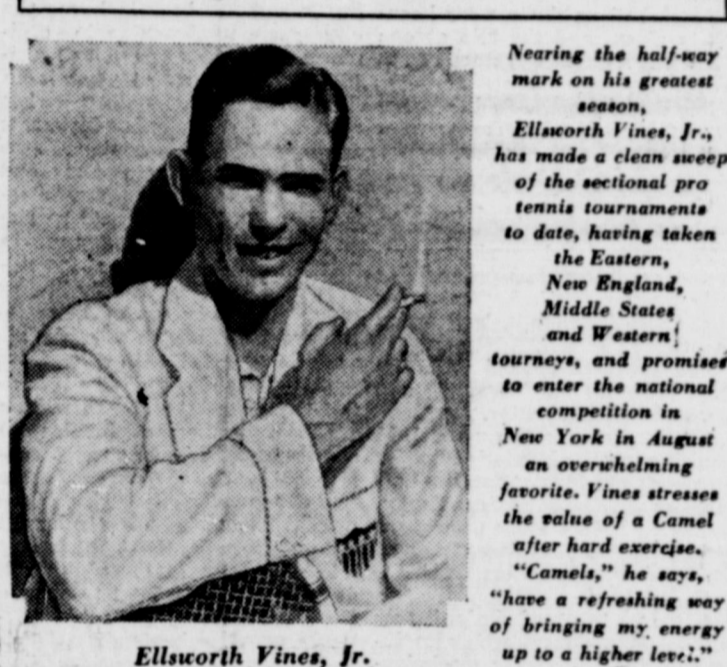 Nearing the half-way
mark on his greatest
season,
Ellsworth Vines, Jr.,
has made a clean sweep
of the sectional pro
tennis tournaments
to date, having taken
the Eastern,
New England,
Middle States
and Western
tourneys, and promises
to enter the national
competition in
New York in August
an overwhelming
favorite. Vines stresses
the value of a Camel
after hard exercise.
"Camels," he says,
"have a refreshing way
of bringing my energy
up to a higher level."
Ellsworth Vines, Jr.